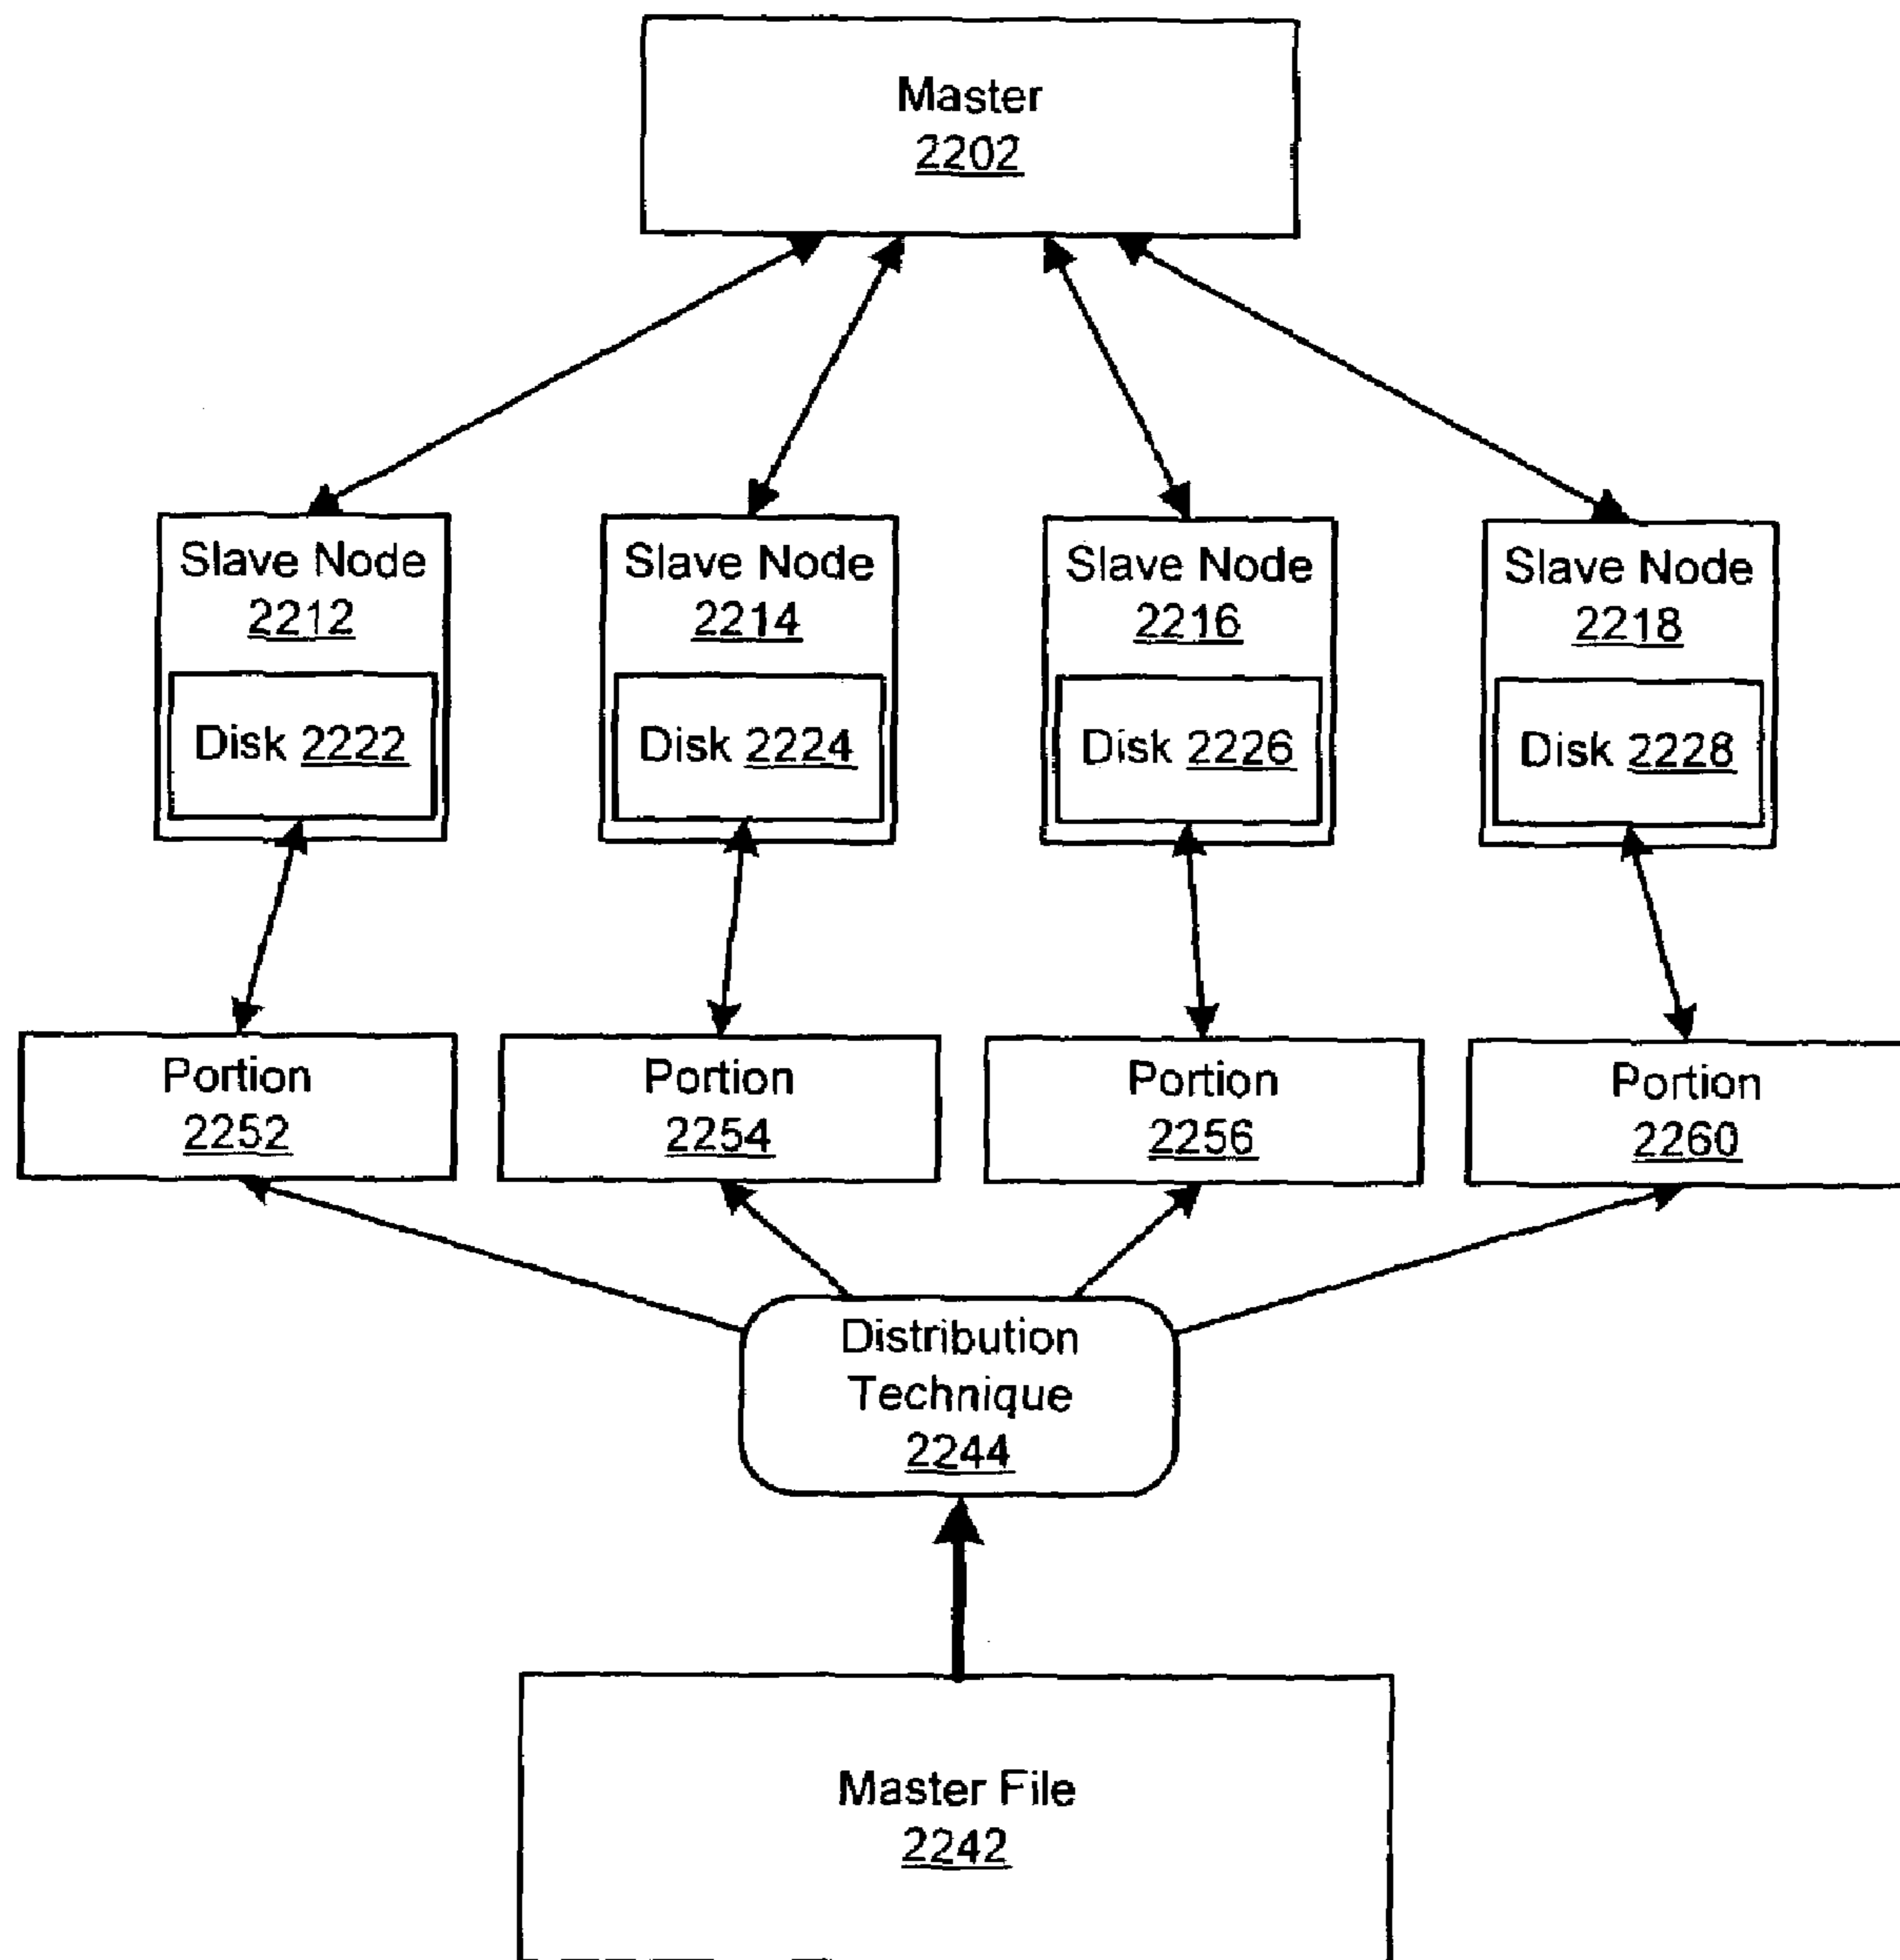 Master
2202
Slave Node
2212
Disk 2222
Slave Node
2214
Disk 2224
Slave Node
2216
Disk 2226
Slave Node
2218
Disk 2228
Portion
2252
Portion
2254
Portion
2256
Portion
2260
Distribution
Technique
2244
Master File
2242